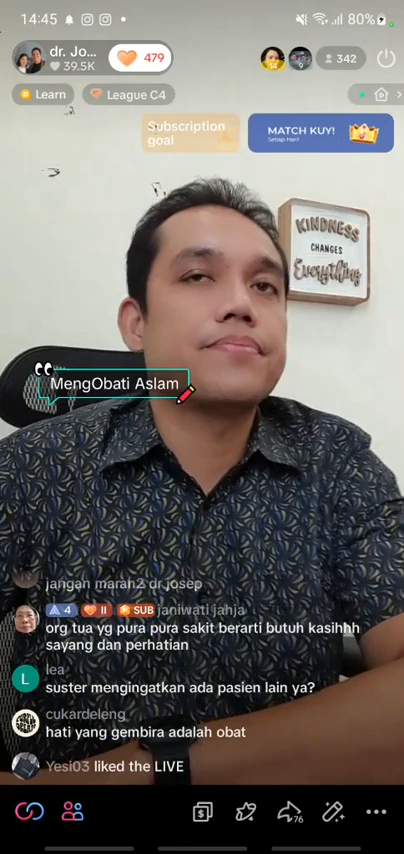 14:45
80%
dr. Jo...
39.5K
479
342
Learn
League C4
Subscription goal
MATCH KUY!
Setiap Hari!
KINDNESS
CHANGES
Everything
MengObati Aslam
jangan marah2 dr josep
4 II SUB janiwati jahja
org tua yg pura pura sakit berarti butuh kasihhh
sayang dan perhatian
L
lea
suster mengingatkan ada pasien lain ya?
cukardeleng
hati yang gembira adalah obat
Yesi03 liked the LIVE
76